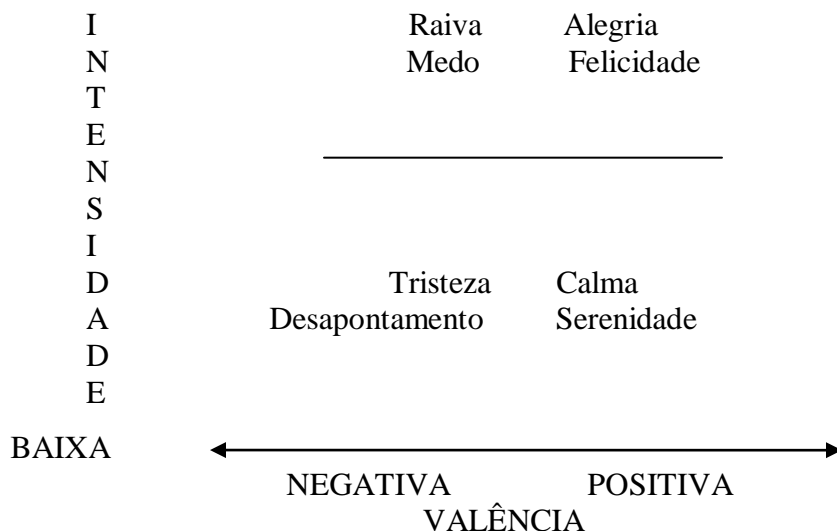 I Raiva Alegria
N Medo Felicidade
T
E
N
S
I
D Tristeza Calma
A Desapontamento Serenidade
D
E
BAIXA
NEGATIVA POSITIVA
VALÊNCIA